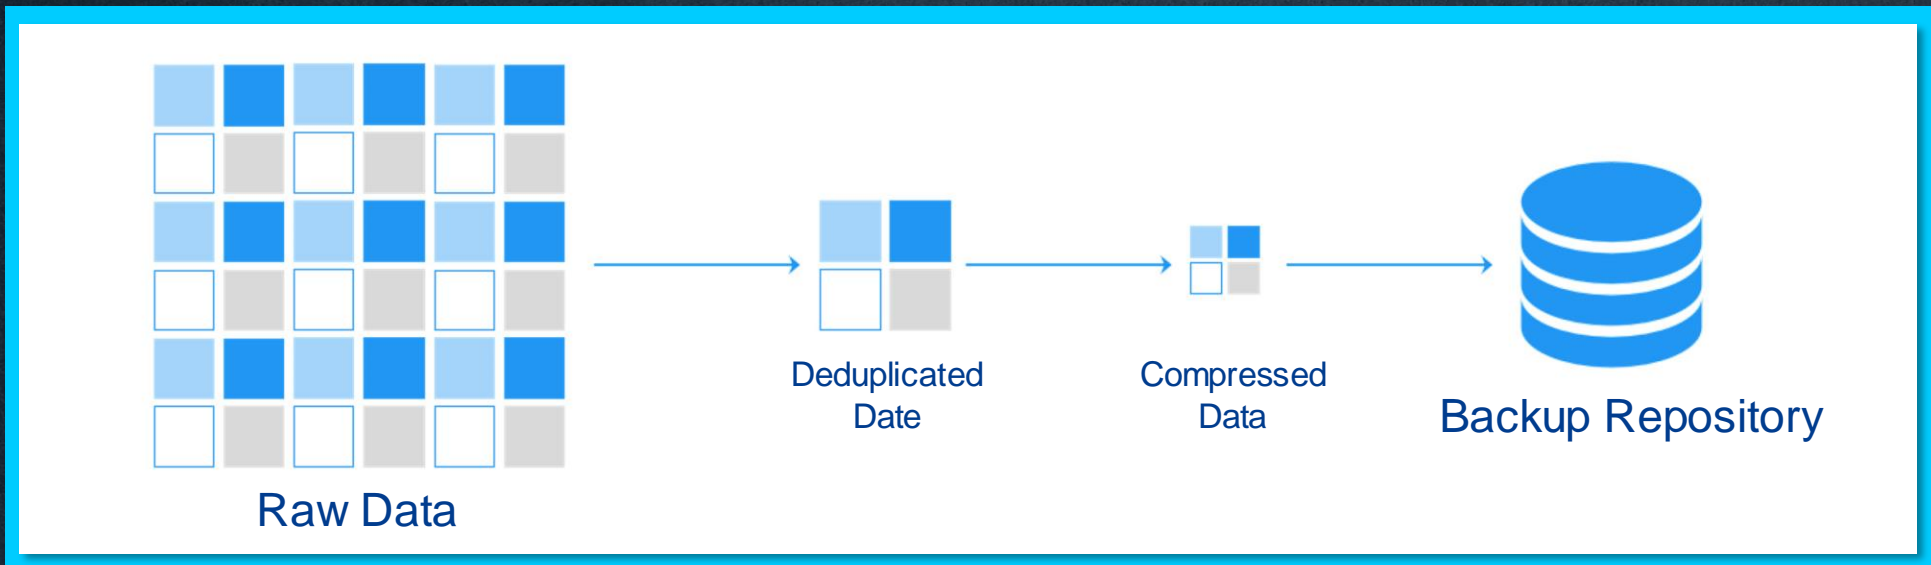 Raw Data
Deduplicated
Date
Compressed
Data
Backup Repository